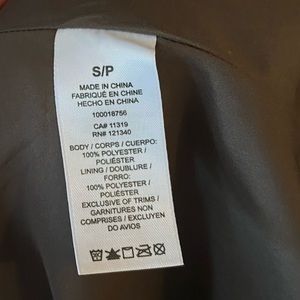 S/P
MADE IN CHINA
FABRIQUÉ EN CHINE
HECHO EN CHINA
100018756
CA# 11319
RN# 121340
BODY / CORPS / CUERPO:
100% POLYESTER /
POLIÉSTER
LINING / DOUBLURE /
FORRO:
100% POLYESTER /
POLIÉSTER
EXCLUSIVE OF TRIMS /
GARNITURES NON
COMPRISES / EXCLUYEN
DO AVIOS